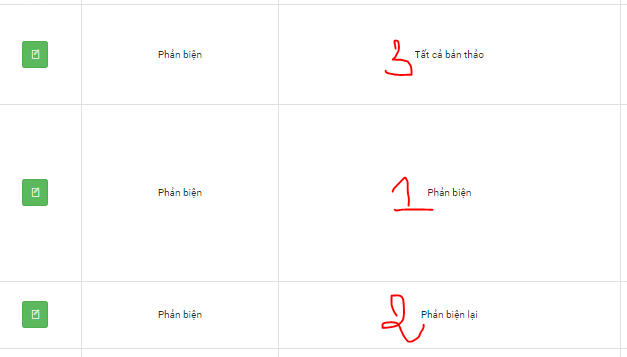 Phản biện 3 Tất cả bản thảo
Phản biện 1 Phản biện
Phản biện 2 Phản biện lại